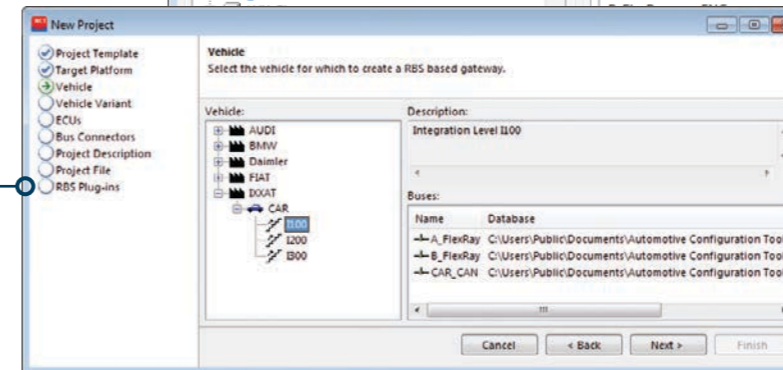 New Project
Project Template
Target Platform
Vehicle
Vehicle Variant
ECUs
Bus Connectors
Project Description
Project File
RBS Plug-ins
Vehicle
Select the vehicle for which to create a RBS based gateway.
Vehicle:
AUDI
BMW
Daimler
FIAT
IXXAT
CAR
I100
I200
I300
Description:
Integration Level I100
Buses:
Name Database
A_FlexRay C:\Users\Public\Documents\Automotive Configuration Tool
B_FlexRay C:\Users\Public\Documents\Automotive Configuration Tool
CAR_CAN C:\Users\Public\Documents\Automotive Configuration Tool
Cancel < Back Next > Finish